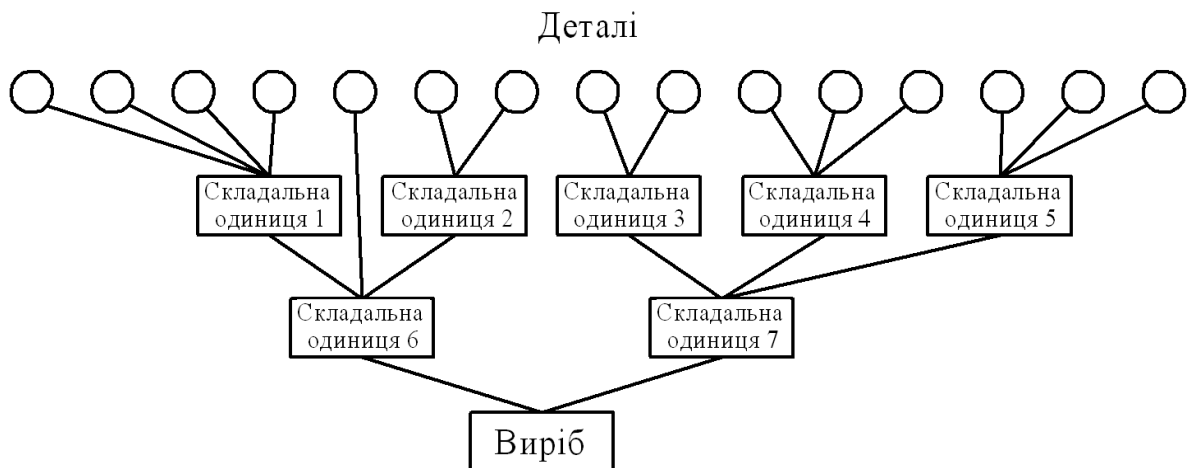 Деталі
Складальна
одиниця 1
Складальна
одиниця 2
Складальна
одиниця 3
Складальна
одиниця 4
Складальна
одиниця 5
Складальна
одиниця 6
Складальна
одиниця 7
Виріб